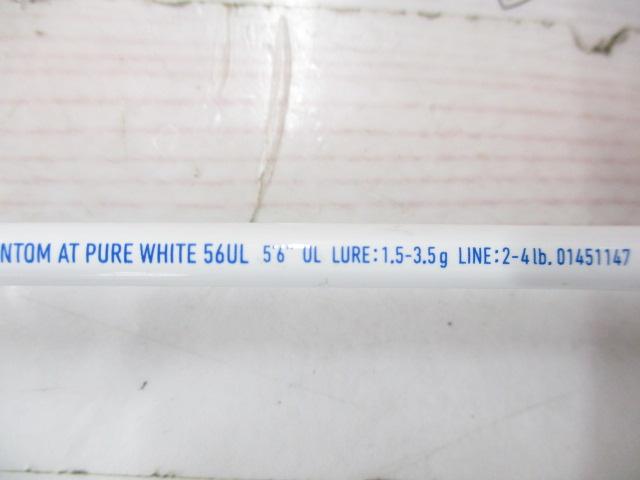 NTOM AT PURE WHITE 56UL 5'6" UL LURE:1.5-3.5g LINE:2-4lb. 01451147